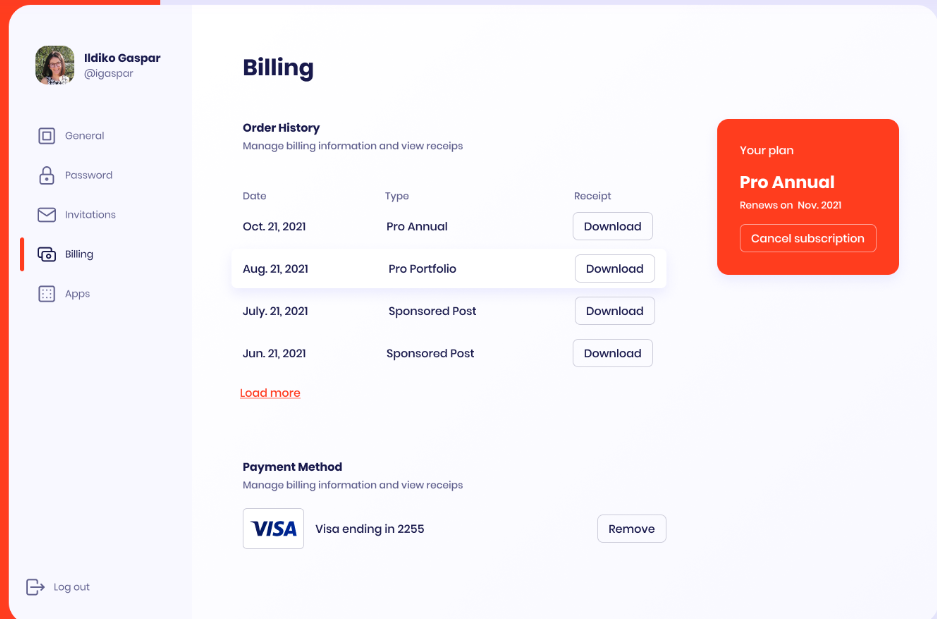 Ildiko Gaspar
@igaspar
General
Password
Invitations
Billing
Apps
Log out
Billing
Order History
Manage billing information and view receips
Date Type Receipt
Oct. 21, 2021 Pro Annual Download
Aug. 21, 2021 Pro Portfolio Download
July. 21, 2021 Sponsored Post Download
Jun. 21, 2021 Sponsored Post Download
Load more
Payment Method
Manage billing information and view receips
VISA Visa ending in 2255 Remove
Your plan
Pro Annual
Renews on Nov. 2021
Cancel subscription